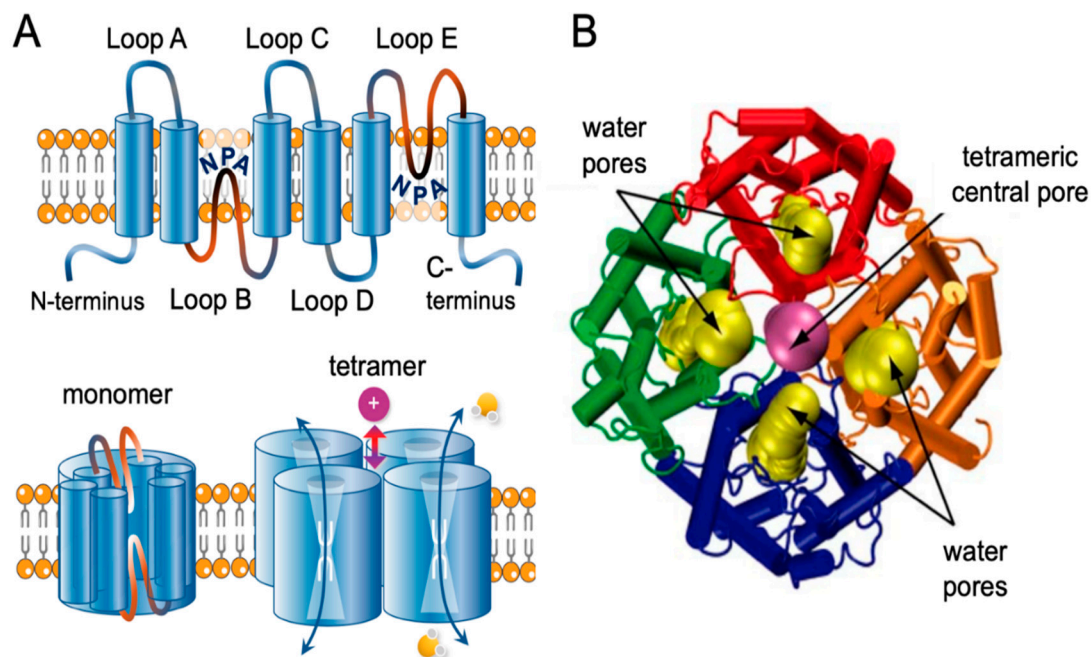 A
Loop A
Loop C
Loop E
NPA
NPA
N-terminus
Loop B
Loop D
C-
terminus
monomer
tetramer
+
B
water
pores
tetrameric
central pore
water
pores